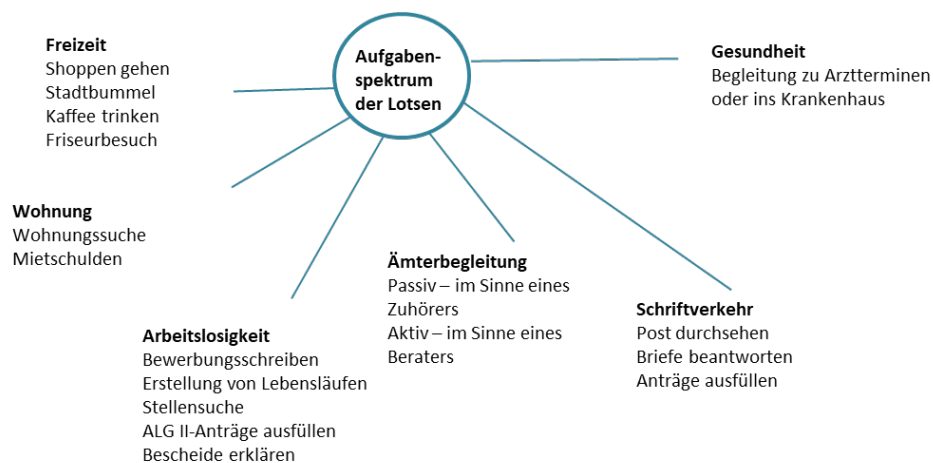 Aufgaben-
spektrum
der Lotsen
Freizeit
Shoppen gehen
Stadtbummel
Kaffee trinken
Friseurbesuch
Wohnung
Wohnungssuche
Mietschulden
Arbeitslosigkeit
Bewerbungsschreiben
Erstellung von Lebensläufen
Stellensuche
ALG II-Anträge ausfüllen
Bescheide erklären
Ämterbegleitung
Passiv – im Sinne eines
Zuhörers
Aktiv – im Sinne eines
Beraters
Schriftverkehr
Post durchsehen
Briefe beantworten
Anträge ausfüllen
Gesundheit
Begleitung zu Arztterminen
oder ins Krankenhaus